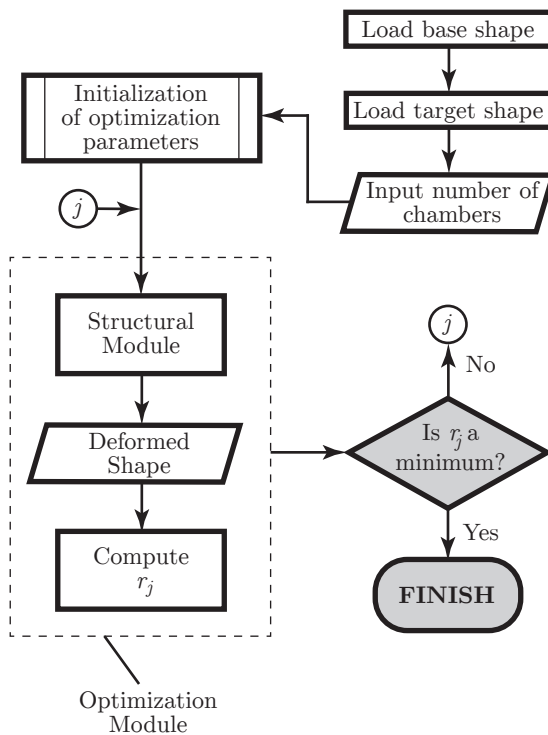 Load base shape
Load target shape
Input number of
chambers
Initialization
of optimization
parameters
j
Structural
Module
Deformed
Shape
Compute
r_j
Optimization
Module
j
No
Is r_j a
minimum?
Yes
FINISH